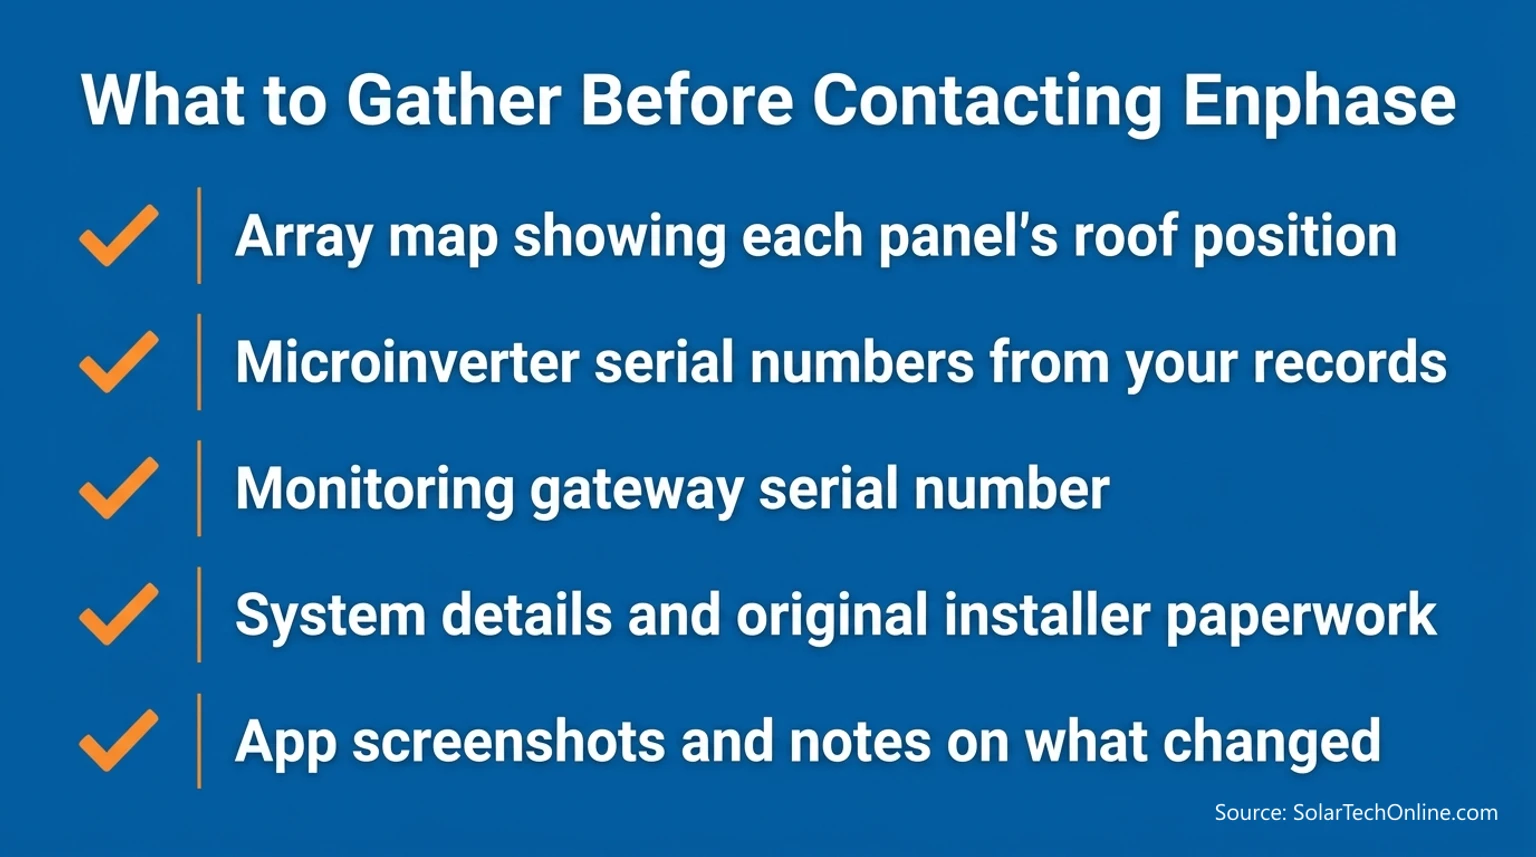 What to Gather Before Contacting Enphase
Array map showing each panel's roof position
Microinverter serial numbers from your records
Monitoring gateway serial number
System details and original installer paperwork
App screenshots and notes on what changed
Source: SolarTechOnline.com